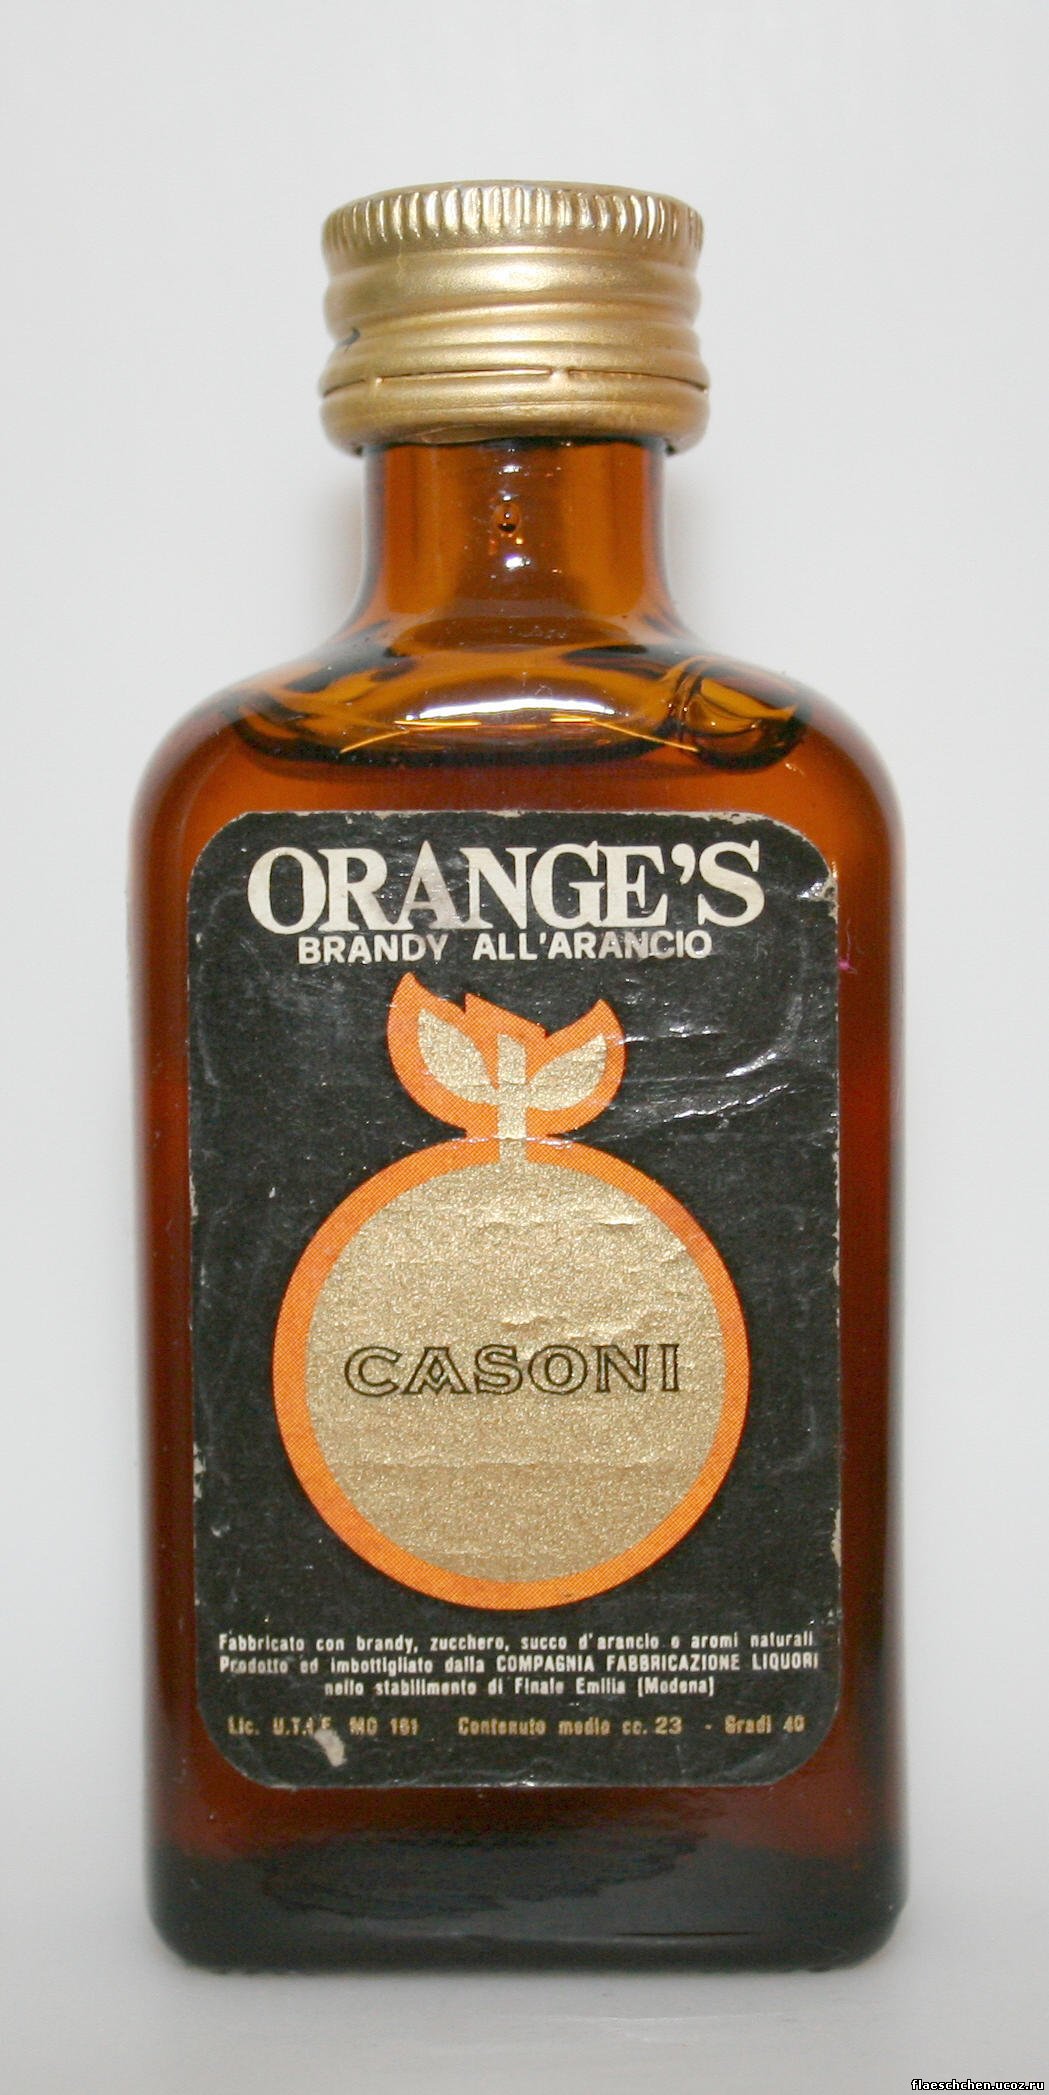 ORANGE'S
BRANDY ALL'ARANCIO
CASONI
Fabbricato con brandy, zucchero, succo d'arancio e aromi naturali
Prodotto ed imbottigliato dalla COMPAGNIA FABBRICAZIONE LIQUORI
nello stabilimento di Finale Emilia (Modena)
Lic. U.T.I.F. MO 161 Contenuto medio cc. 23 - Gradi 40
flaeschchen.ucoz.ru